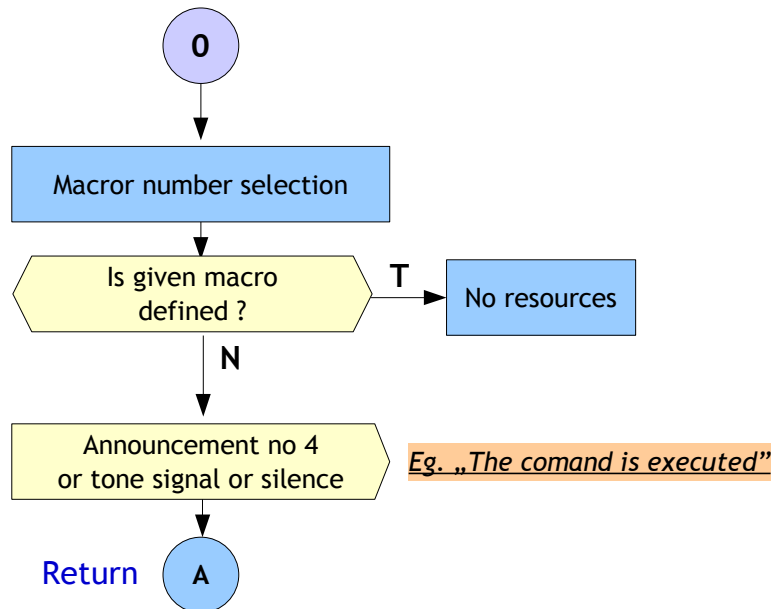 0
Macror number selection
Is given macro
defined ?
T
No resources
N
Announcement no 4
or tone signal or silence
Eg. „The comand is executed”
Return
A